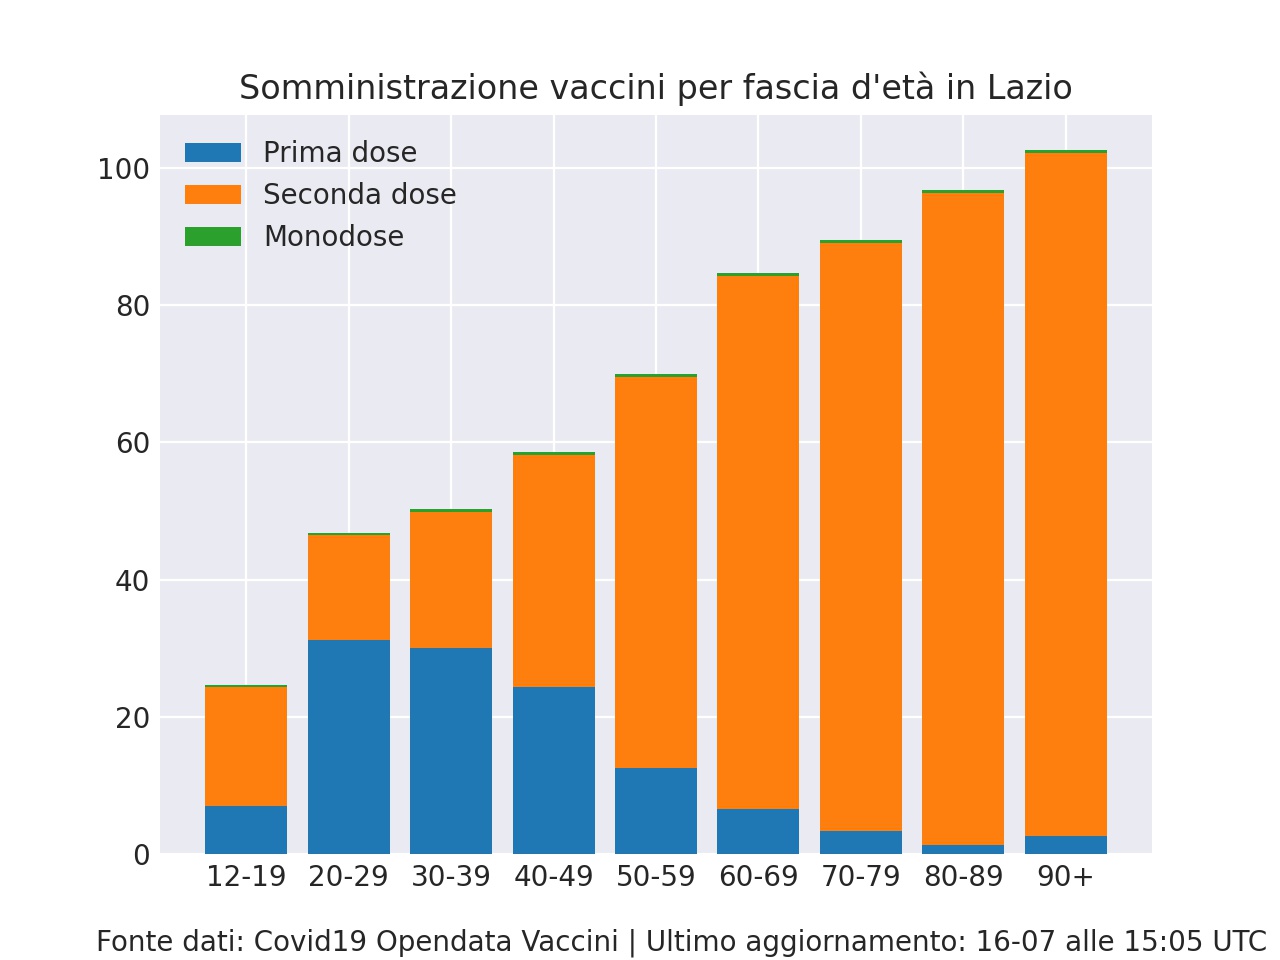 Somministrazione vaccini per fascia d'età in Lazio
Prima dose
Seconda dose
Monodose
100
80
60
40
20
0
12-19 20-29 30-39 40-49 50-59 60-69 70-79 80-89 90+
Fonte dati: Covid19 Opendata Vaccini | Ultimo aggiornamento: 16-07 alle 15:05 UTC